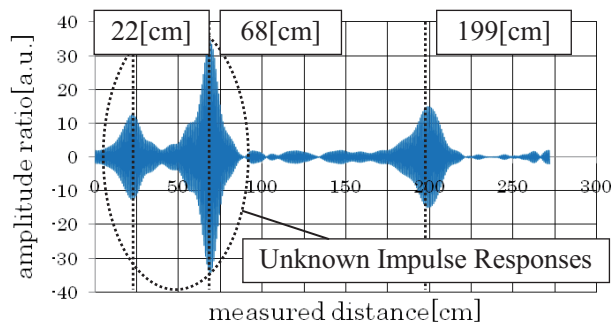 22[cm]
68[cm]
199[cm]
40
30
20
10
0
-10
-20
-30
-40
0
50
100
150
200
250
300
amplitude ratio[a.u.]
Unknown Impulse Responses
measured distance[cm]